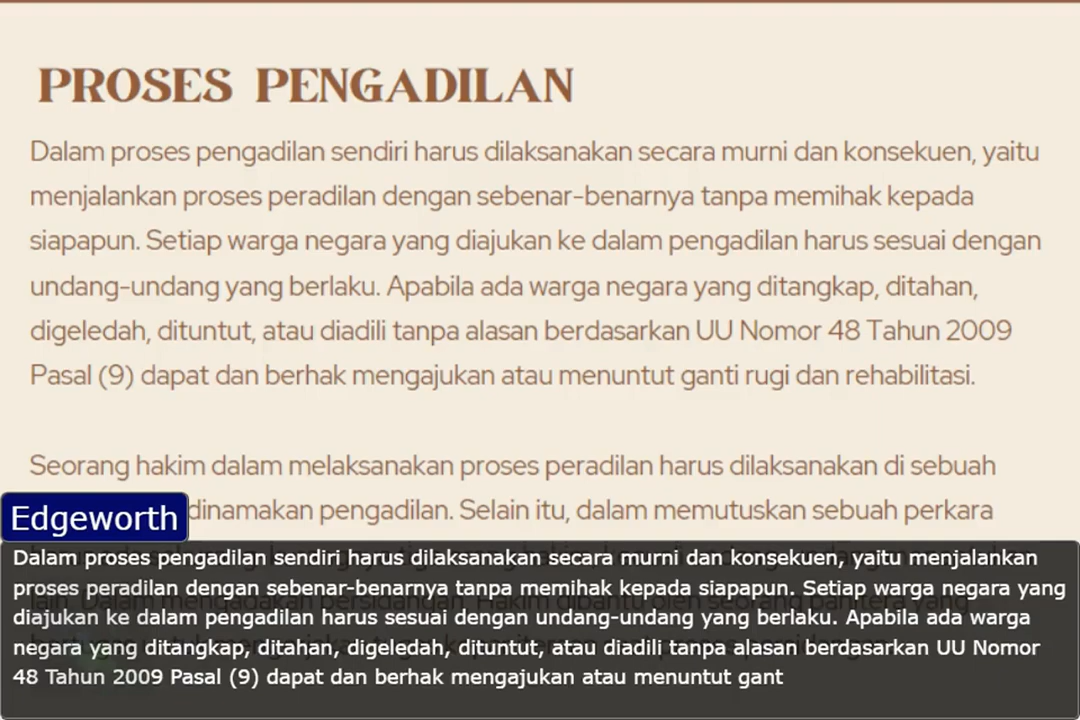 PROSES PENGADILAN
Dalam proses pengadilan sendiri harus dilaksanakan secara murni dan konsekuen, yaitu
menjalankan proses peradilan dengan sebenar-benarnya tanpa memihak kepada
siapapun. Setiap warga negara yang diajukan ke dalam pengadilan harus sesuai dengan
undang-undang yang berlaku. Apabila ada warga negara yang ditangkap, ditahan,
digeledah, dituntut, atau diadili tanpa alasan berdasarkan UU Nomor 48 Tahun 2009
Pasal (9) dapat dan berhak mengajukan atau menuntut ganti rugi dan rehabilitasi.
Seorang hakim dalam melaksanakan proses peradilan harus dilaksanakan di sebuah
dinamakan pengadilan. Selain itu, dalam memutuskan sebuah perkara
Edgeworth
Dalam proses pengadilan sendiri harus dilaksanakan secara murni dan konsekuen, yaitu menjalankan
proses peradilan dengan sebenar-benarnya tanpa memihak kepada siapapun. Setiap warga negara yang
diajukan ke dalam pengadilan harus sesuai dengan undang-undang yang berlaku. Apabila ada warga
negara yang ditangkap, ditahan, digeledah, dituntut, atau diadili tanpa alasan berdasarkan UU Nomor
48 Tahun 2009 Pasal (9) dapat dan berhak mengajukan atau menuntut gant